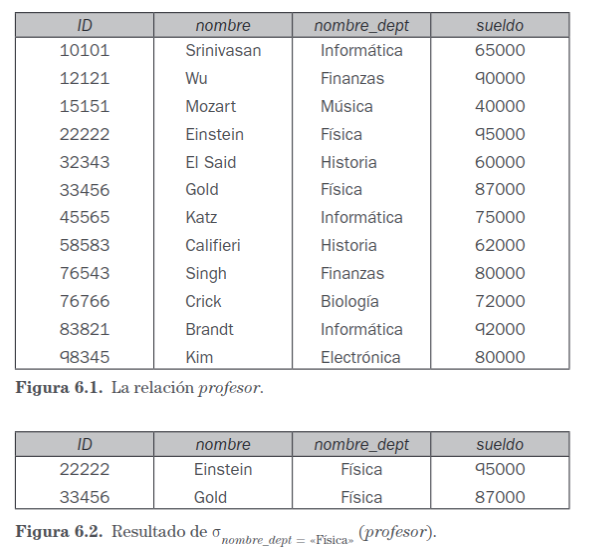 ID nombre nombre_dept sueldo
10101 Srinivasan Informática 65000
12121 Wu Finanzas 90000
15151 Mozart Música 40000
22222 Einstein Física 95000
32343 El Said Historia 60000
33456 Gold Física 87000
45565 Katz Informática 75000
58583 Califieri Historia 62000
76543 Singh Finanzas 80000
76766 Crick Biología 72000
83821 Brandt Informática 92000
98345 Kim Electrónica 80000
Figura 6.1. La relación profesor.
ID nombre nombre_dept sueldo
22222 Einstein Física 95000
33456 Gold Física 87000
Figura 6.2. Resultado de σ nombre_dept = «Física» (profesor).